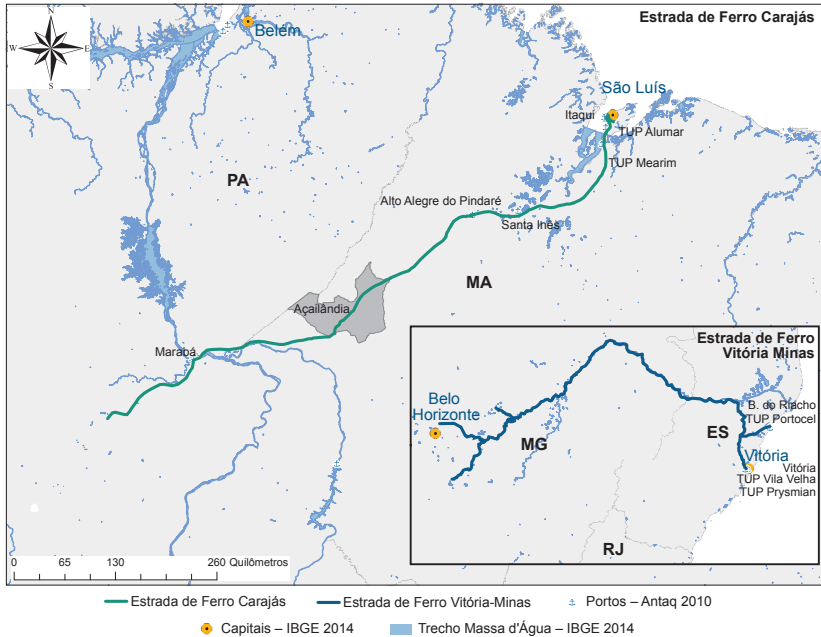 Estrada de Ferro Carajás
N
W
E
S
Belém
São Luís
Itaqui
TUP Alumar
TUP Mearim
PA
Alto Alegre do Pindaré
Santa Inês
MA
Açailândia
Marabá
Estrada de Ferro
Vitória Minas
Belo
Horizonte
B. do Riacho
TUP Portocel
ES
MG
Vitória
Vitória
TUP Vila Velha
TUP Prysmian
RJ
0 65 130 260 Quilômetros
Estrada de Ferro Carajás Estrada de Ferro Vitória-Minas Portos – Antaq 2010
Capitais – IBGE 2014 Trecho Massa d'Água – IBGE 2014